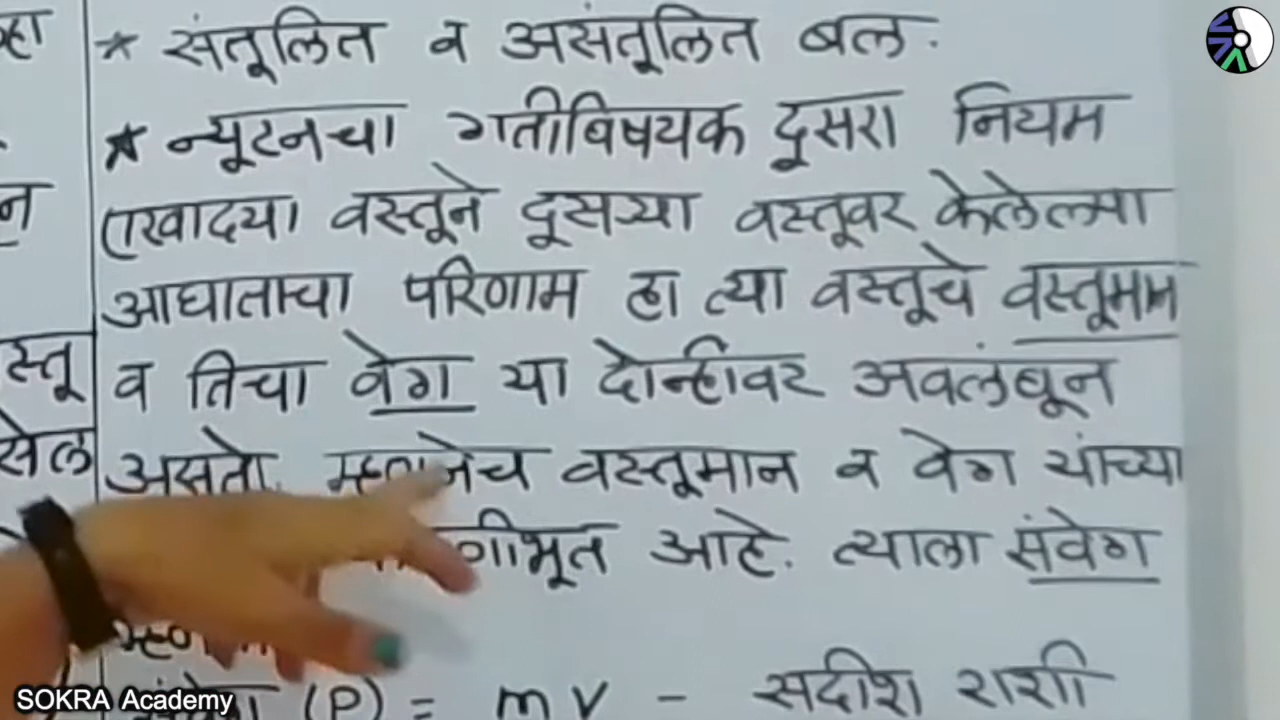 * संतूलित व असंतूलित बल.
* न्यूटनचा गतीविषयक दूसरा नियम
एखादया वस्तूने दूसऱ्या वस्तूवर केलेल्या
आघाताचा परिणाम हा त्या वस्तूचे वस्तूमान
स्तू
व तिचा वेग या दोन्हीवर अवलंबून
सेल
असतो. म्हणजेच वस्तूमान व वेग यांच्या
आहे. त्याला संवेग
(P) = mv - सदीश राशी
SOKRA Academy